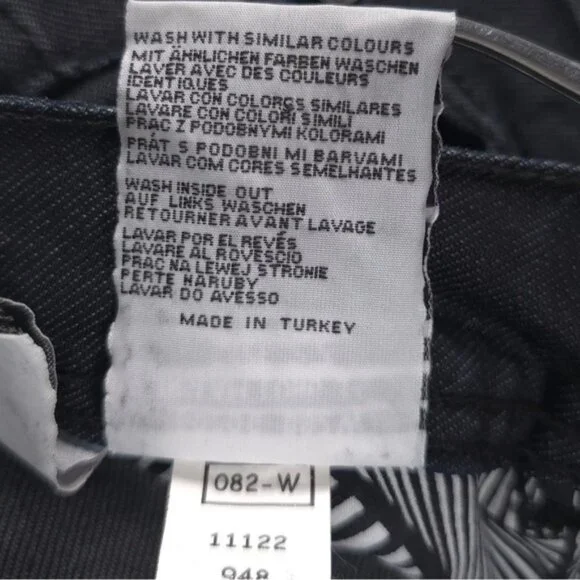 WASH WITH SIMILAR COLOURS
MIT ÄHNLICHEN FARBEN WASCHEN
LAVER AVEC DES COULEURS
IDENTIQUES
LAVAR CON COLORES SIMILARES
LAVARE CON COLORI SIMILI
PRAC Z PODOBNYMI KOLORAMI
PRÁT S PODOBNI MI BARVAMI
LAVAR COM CORES SEMELHANTES
WASH INSIDE OUT
AUF LINKS WASCHEN
RETOURNER AVANT LAVAGE
LAVAR POR EL REVÉS
LAVARE AL ROVESCIO
PRAC NA LEWEJ STRONIE
PERTE NARUBY
LAVAR DO AVESSO
MADE IN TURKEY
082-W
11122
948